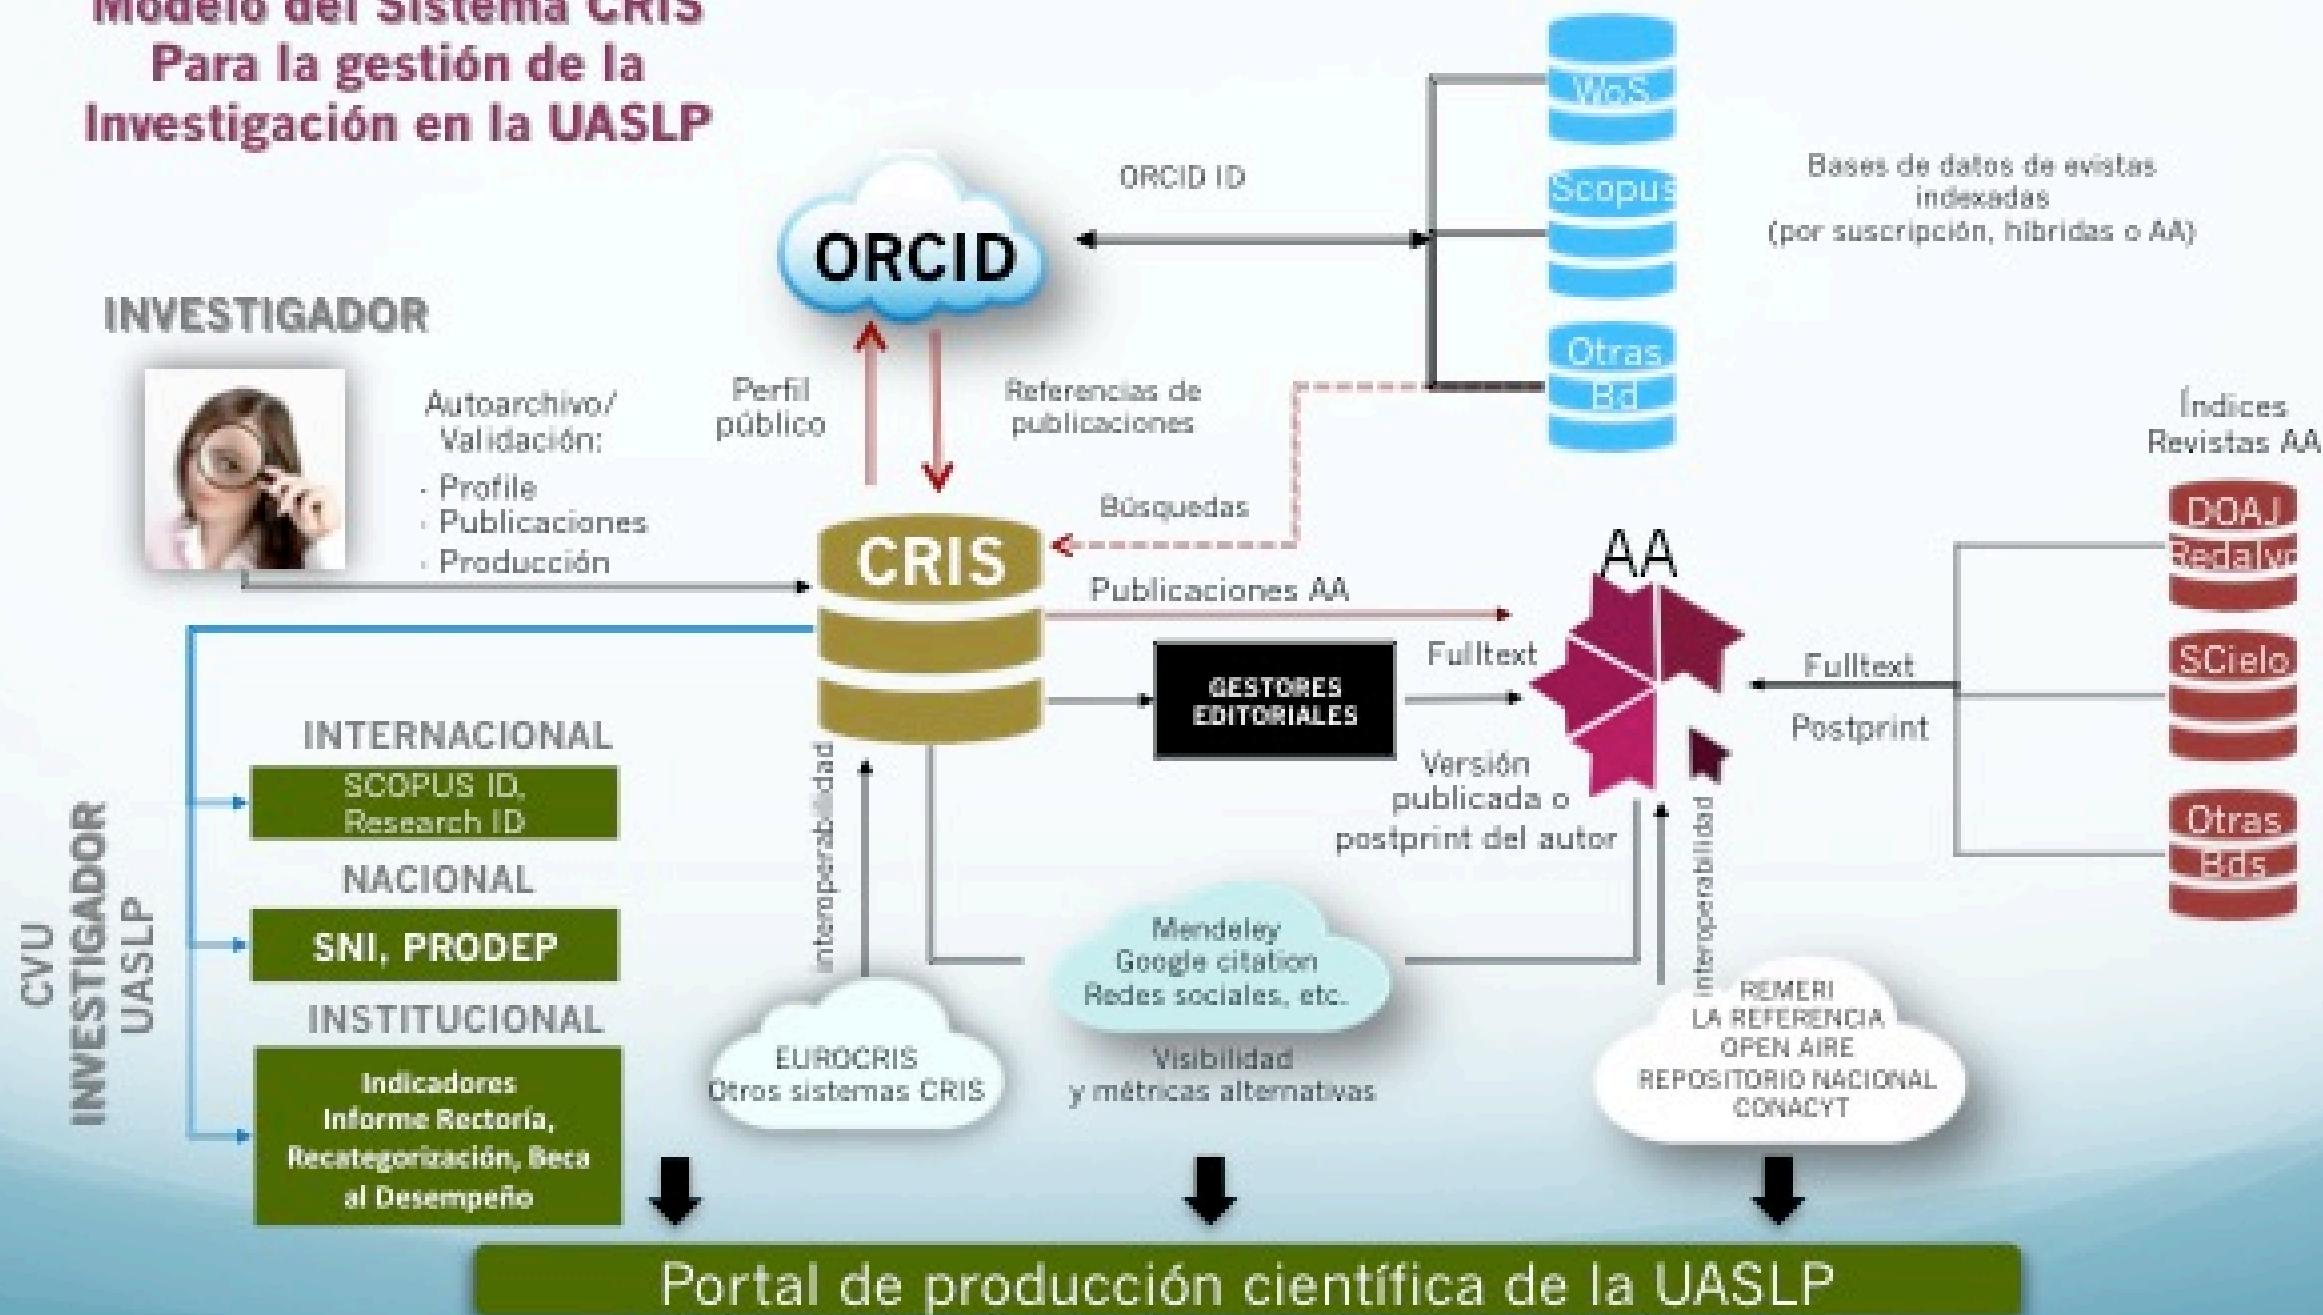 Modelo del Sistema CRIS
Para la gestión de la
Investigación en la UASLP
WoS
Scopus
Otras
Bd
Bases de datos de evistas
indexadas
(por suscripción, híbridas o AA)
ORCID ID
ORCID
INVESTIGADOR
Autoarchivo/
Validación:
· Profile
· Publicaciones
· Producción
Perfil
público
Referencias de
publicaciones
Búsquedas
CRIS
Publicaciones AA
AA
Índices
Revistas AA
DOAJ
Redalyc
SCielo
Otras
Bds
GESTORES
EDITORIALES
Fulltext
Fulltext
Postprint
Versión
publicada o
postprint del autor
interoperabilidad
interoperabilidad
CVU
INVESTIGADOR
UASLP
INTERNACIONAL
SCOPUS ID,
Research ID
NACIONAL
SNI, PRODEP
INSTITUCIONAL
Indicadores
Informe Rectoría,
Recategorización, Beca
al Desempeño
EUROCRIS
Otros sistemas CRIS
Mendeley
Google citation
Redes sociales, etc.
Visibilidad
y métricas alternativas
REMERI
LA REFERENCIA
OPEN AIRE
REPOSITORIO NACIONAL
CONACYT
Portal de producción científica de la UASLP